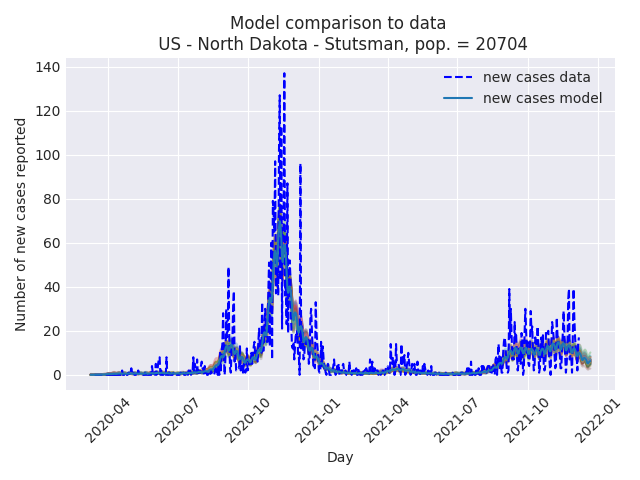 Model comparison to data
US - North Dakota - Stutsman, pop. = 20704
new cases data
new cases model
Number of new cases reported
140
120
100
80
60
40
20
0
2020-04
2020-07
2020-10
2021-01
2021-04
2021-07
2021-10
2022-01
Day